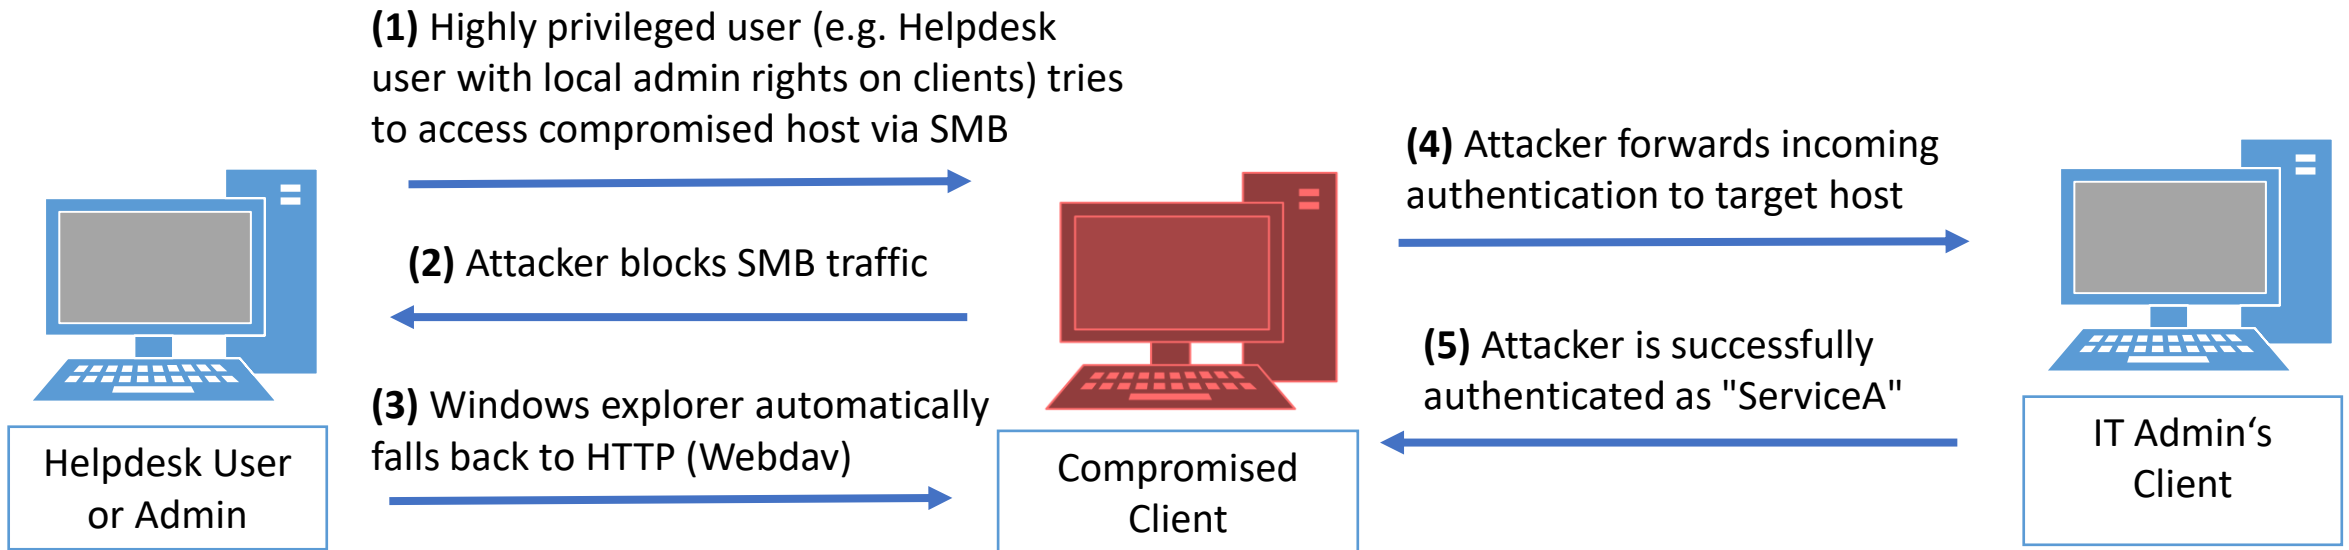 (1) Highly privileged user (e.g. Helpdesk
user with local admin rights on clients) tries
to access compromised host via SMB
(2) Attacker blocks SMB traffic
(3) Windows explorer automatically
falls back to HTTP (Webdav)
(4) Attacker forwards incoming
authentication to target host
(5) Attacker is successfully
authenticated as "ServiceA"
Helpdesk User
or Admin
Compromised
Client
IT Admin‘s
Client